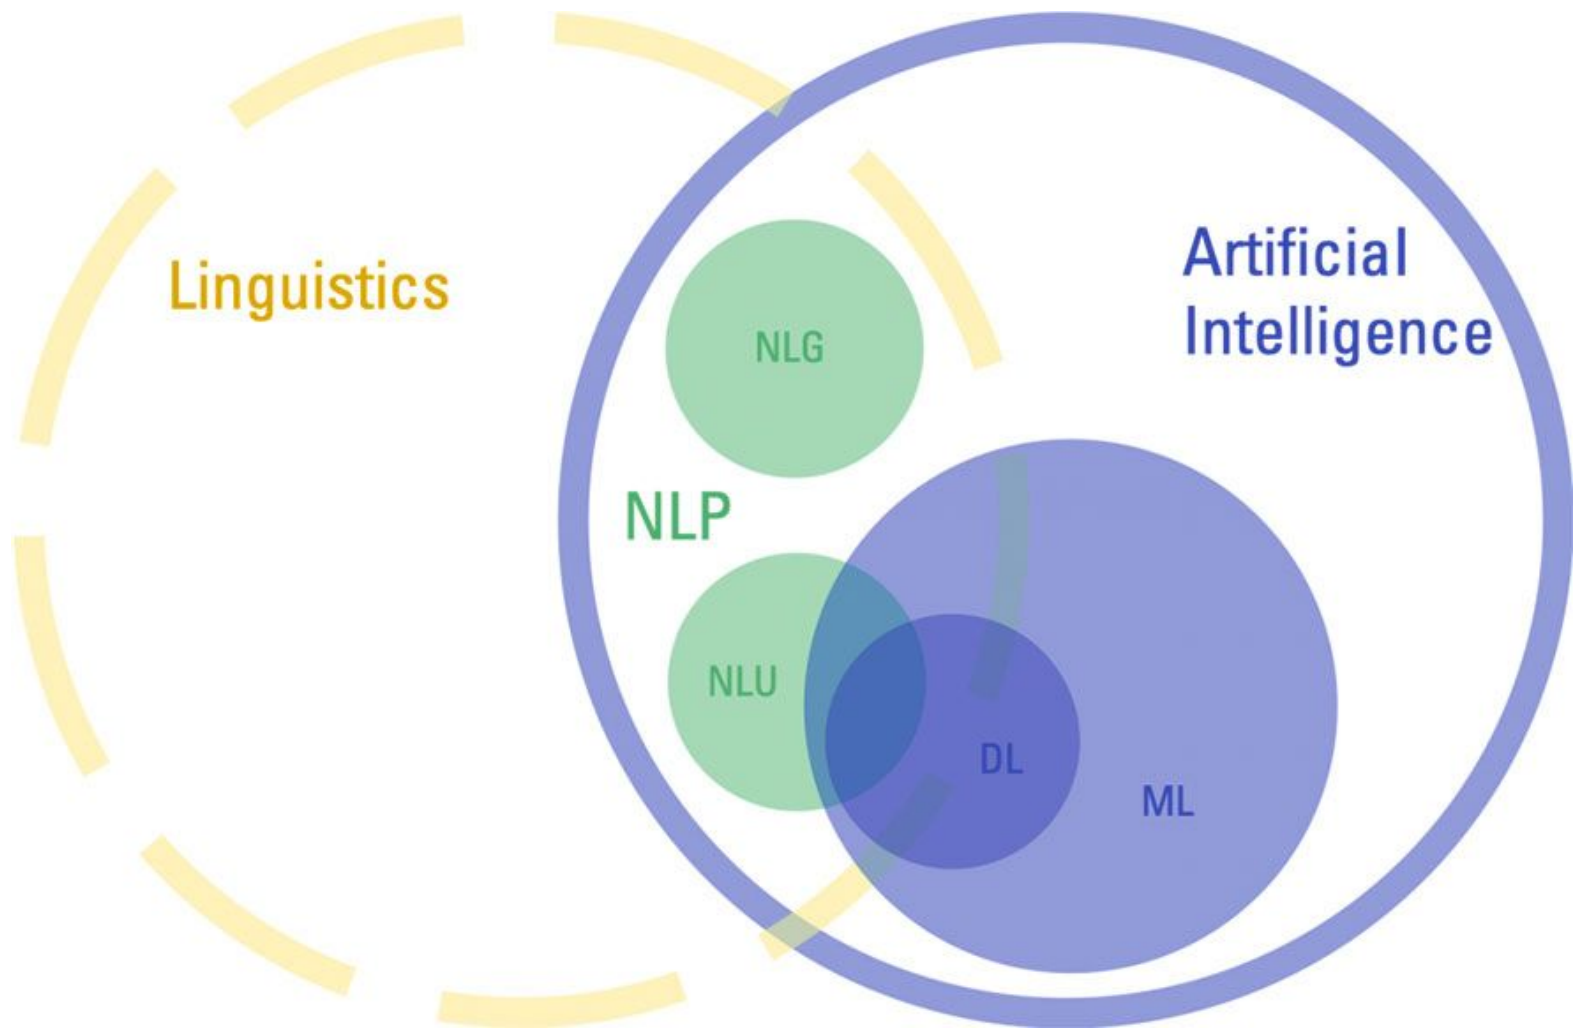 Linguistics
Artificial
Intelligence
NLG
NLP
NLU
DL
ML